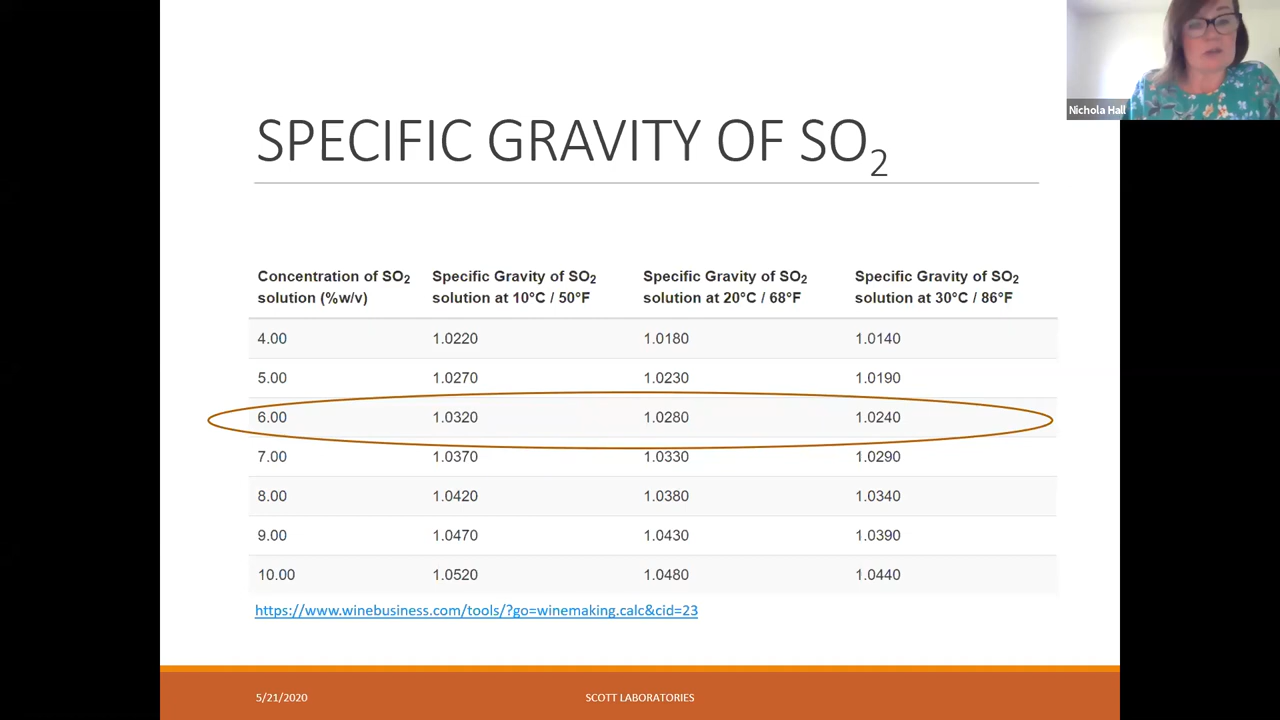 Nichola Hall
SPECIFIC GRAVITY OF SO2
Concentration of SO2 solution (%w/v) Specific Gravity of SO2 solution at 10°C / 50°F Specific Gravity of SO2 solution at 20°C / 68°F Specific Gravity of SO2 solution at 30°C / 86°F
4.00 1.0220 1.0180 1.0140
5.00 1.0270 1.0230 1.0190
6.00 1.0320 1.0280 1.0240
7.00 1.0370 1.0330 1.0290
8.00 1.0420 1.0380 1.0340
9.00 1.0470 1.0430 1.0390
10.00 1.0520 1.0480 1.0440
https://www.winebusiness.com/tools/?go=winemaking.calc&cid=23
5/21/2020 SCOTT LABORATORIES